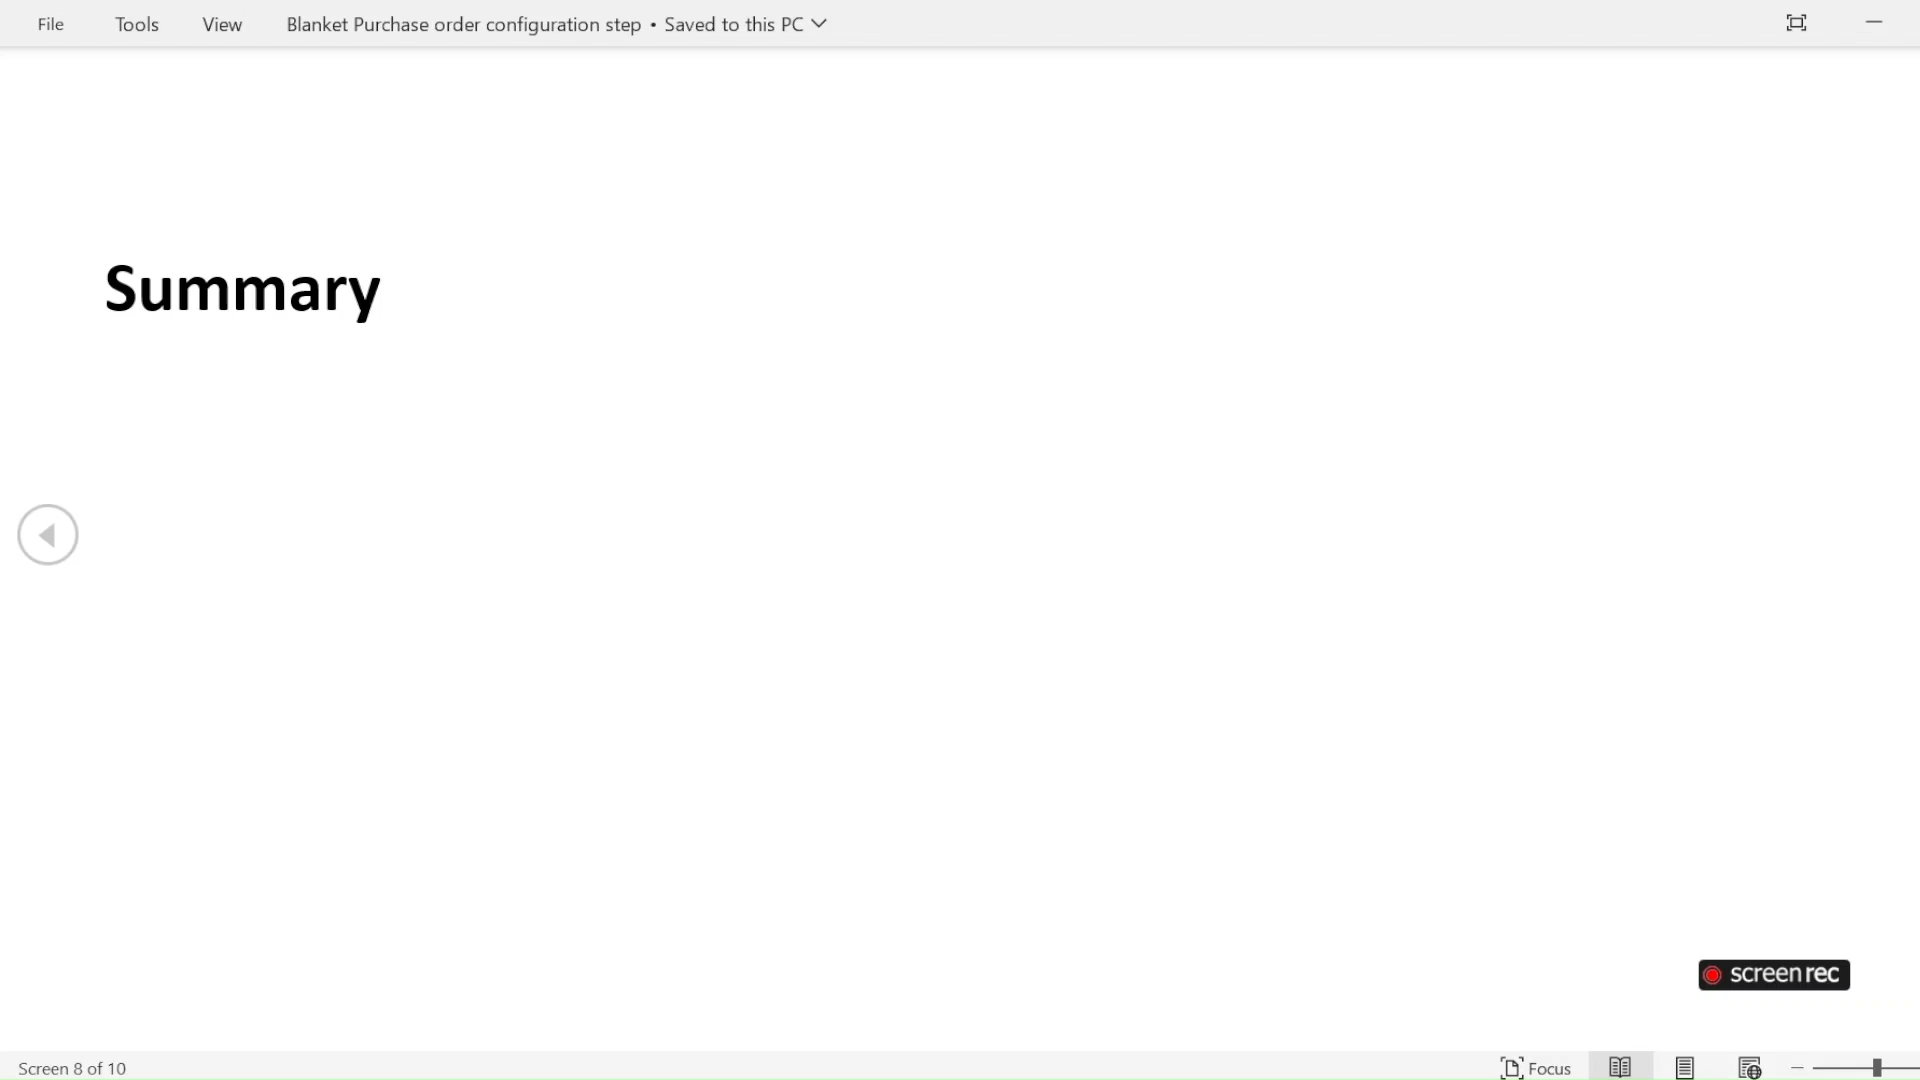 File Tools View Blanket Purchase order configuration step • Saved to this PC
Summary
screenrec
Screen 8 of 10 Focus